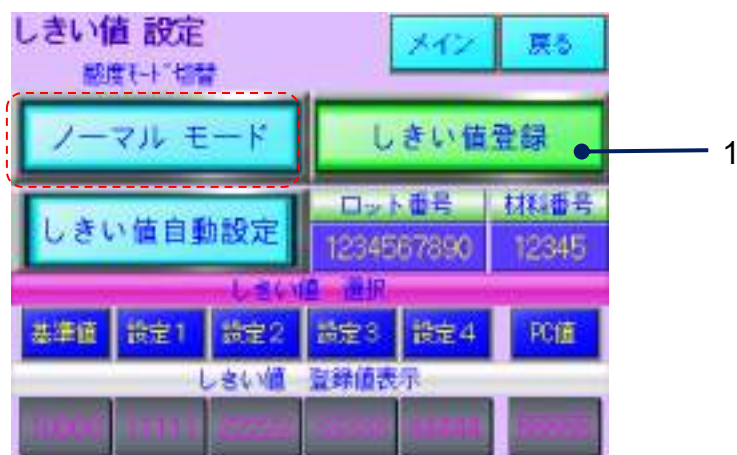 しきい値 設定
メイン 戻る
感度モード切替
ノーマル モード
しきい値登録
1
しきい値自動設定
ロット番号 材料番号
1234567890 12345
しきい値 選択
基準値 設定1 設定2 設定3 設定4 PC値
しきい値 登録値表示